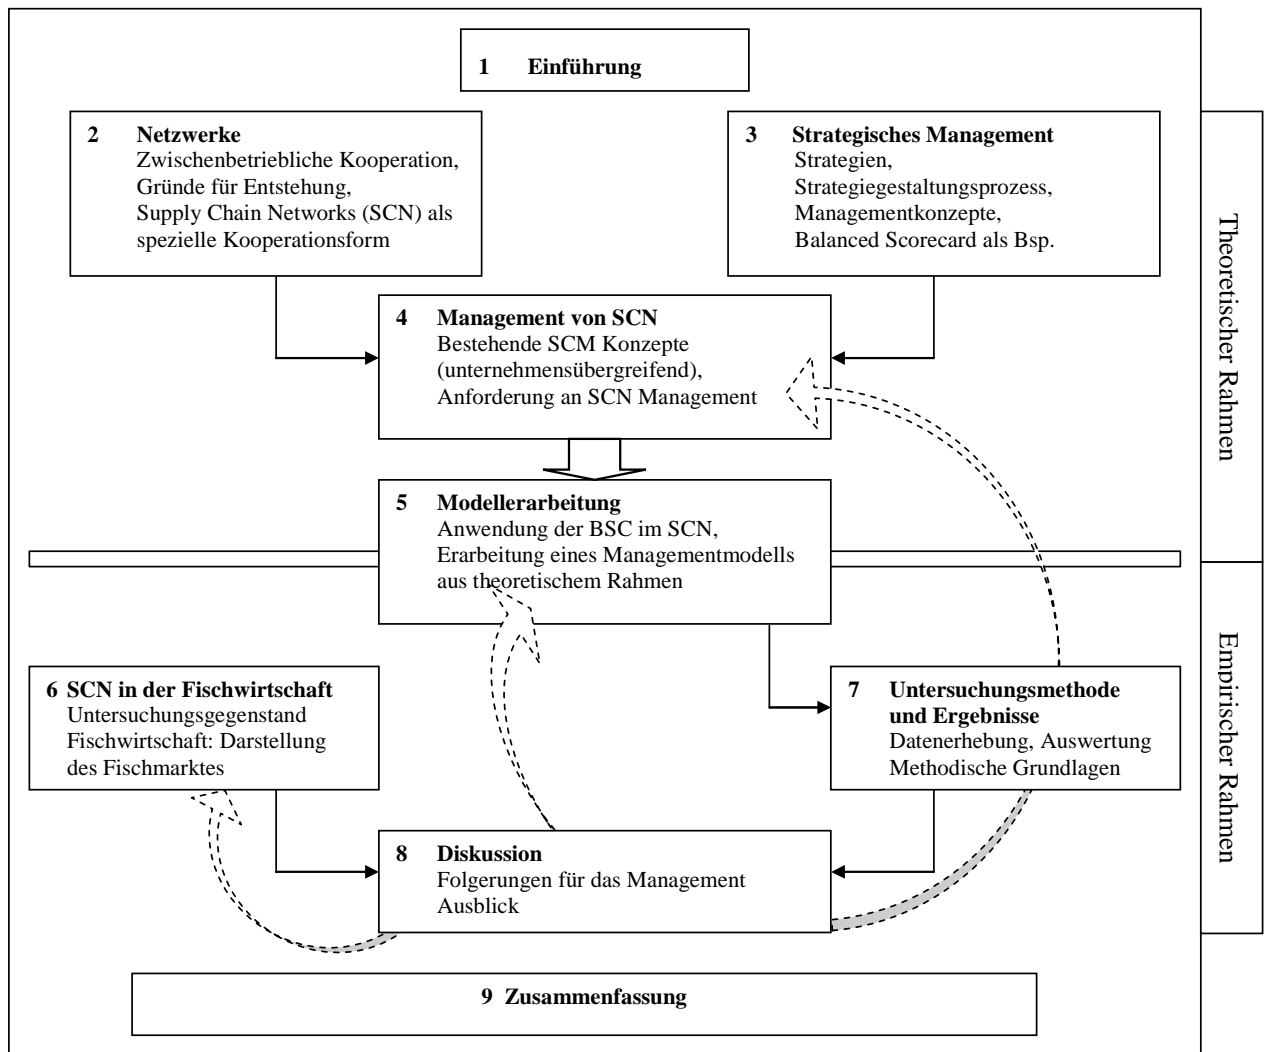 1 Einführung
2 Netzwerke
Zwischenbetriebliche Kooperation,
Gründe für Entstehung,
Supply Chain Networks (SCN) als
spezielle Kooperationsform
3 Strategisches Management
Strategien,
Strategiegestaltungsprozess,
Managementkonzepte,
Balanced Scorecard als Bsp.
Theoretischer Rahmen
4 Management von SCN
Bestehende SCM Konzepte
(unternehmensübergreifend),
Anforderung an SCN Management
5 Modellerarbeitung
Anwendung der BSC im SCN,
Erarbeitung eines Managementmodells
aus theoretischem Rahmen
Empirischer Rahmen
6 SCN in der Fischwirtschaft
Untersuchungsgegenstand
Fischwirtschaft: Darstellung
des Fischmarktes
7 Untersuchungsmethode
und Ergebnisse
Datenerhebung, Auswertung
Methodische Grundlagen
8 Diskussion
Folgerungen für das Management
Ausblick
9 Zusammenfassung